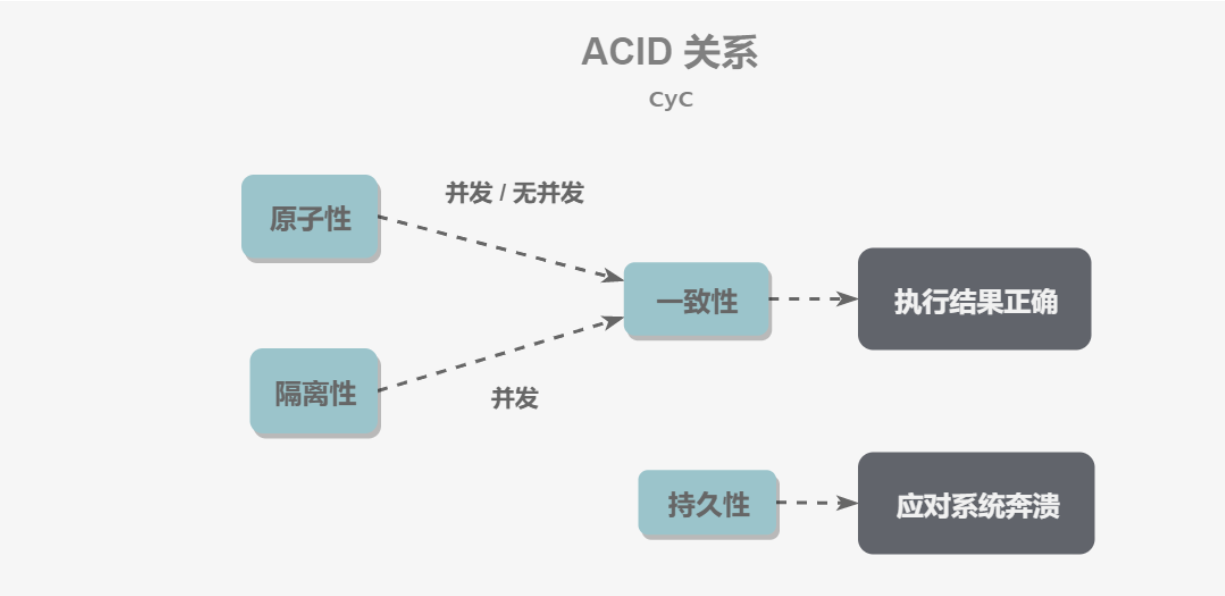 ACID 关系
CyC
原子性
并发 / 无并发
一致性
执行结果正确
隔离性
并发
持久性
应对系统奔溃